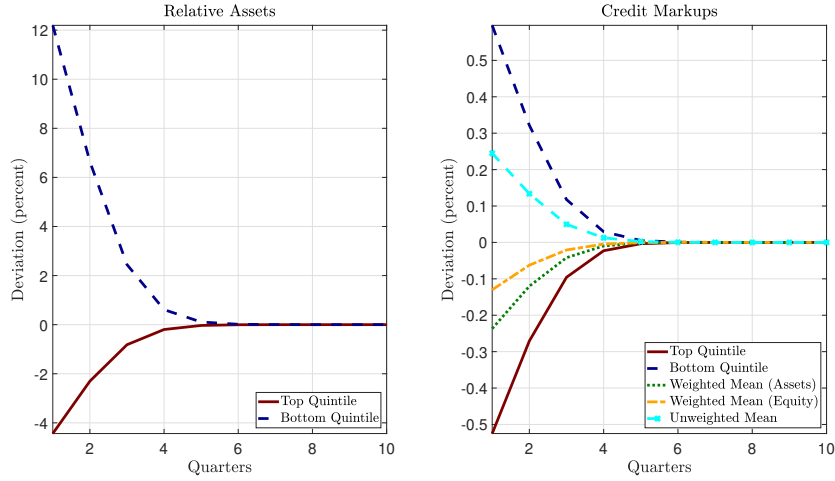 Relative Assets
Deviation (percent)
12
10
8
6
4
2
0
-2
-4
2
4
6
8
10
Quarters
Top Quintile
Bottom Quintile
Credit Markups
Deviation (percent)
0.5
0.4
0.3
0.2
0.1
0
-0.1
-0.2
-0.3
-0.4
-0.5
2
4
6
8
10
Quarters
Top Quintile
Bottom Quintile
Weighted Mean (Assets)
Weighted Mean (Equity)
Unweighted Mean